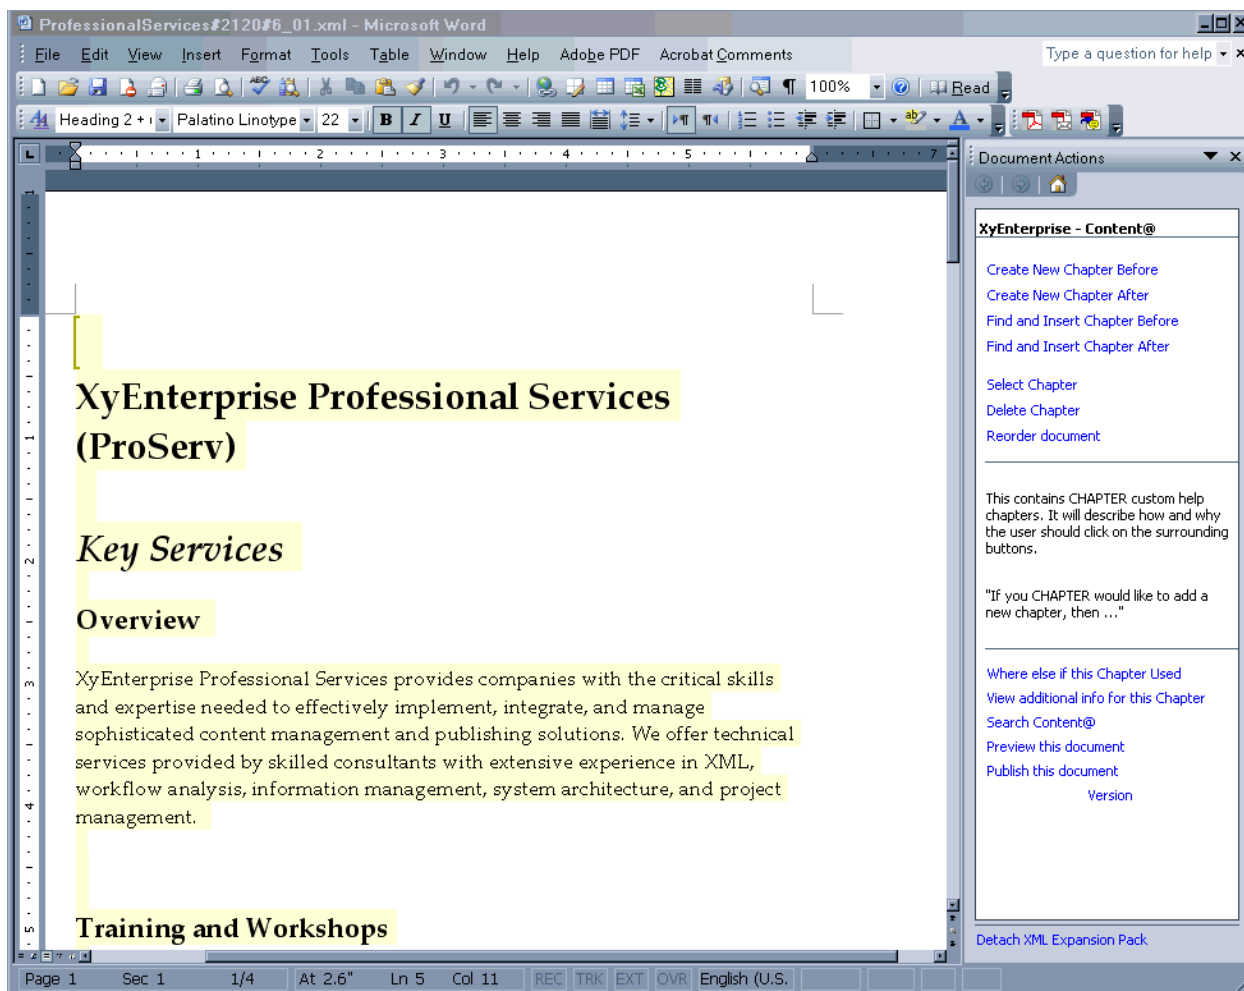 ProfessionalServices#2120#6_01.xml - Microsoft Word
File Edit View Insert Format Tools Table Window Help Adobe PDF Acrobat Comments Type a question for help
100% Read
Heading 2 + Palatino Linotype 22 B I U
1 2 3 4 5 7
Document Actions
XyEnterprise - Content@
Create New Chapter Before
Create New Chapter After
Find and Insert Chapter Before
Find and Insert Chapter After
Select Chapter
Delete Chapter
Reorder document
This contains CHAPTER custom help
chapters. It will describe how and why
the user should click on the surrounding
buttons.
"If you CHAPTER would like to add a
new chapter, then ..."
Where else if this Chapter Used
View additional info for this Chapter
Search Content@
Preview this document
Publish this document
Version
Detach XML Expansion Pack
XyEnterprise Professional Services
(ProServ)
Key Services
Overview
XyEnterprise Professional Services provides companies with the critical skills
and expertise needed to effectively implement, integrate, and manage
sophisticated content management and publishing solutions. We offer technical
services provided by skilled consultants with extensive experience in XML,
workflow analysis, information management, system architecture, and project
management.
Training and Workshops
Page 1 Sec 1 1/4 At 2.6" Ln 5 Col 11 REC TRK EXT OVR English (U.S.